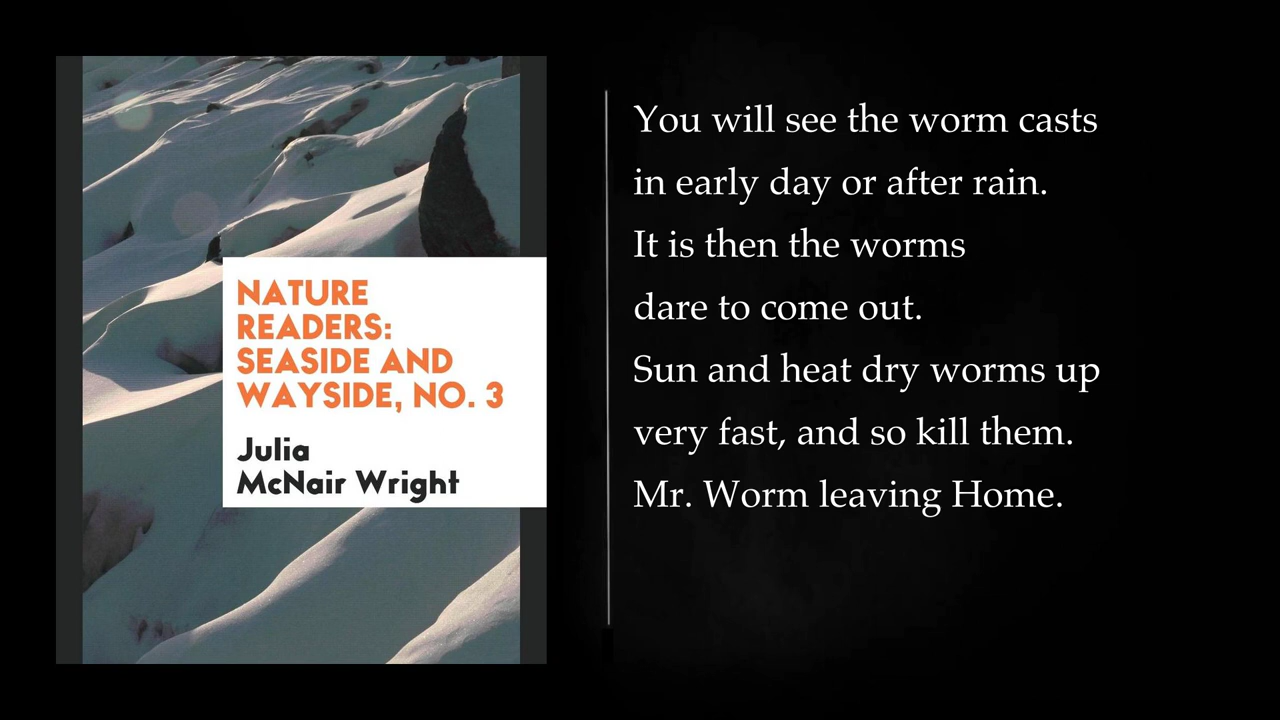 NATURE
READERS:
SEASIDE AND
WAYSIDE, NO. 3
Julia
McNair Wright
You will see the worm casts
in early day or after rain.
It is then the worms
dare to come out.
Sun and heat dry worms up
very fast, and so kill them.
Mr. Worm leaving Home.